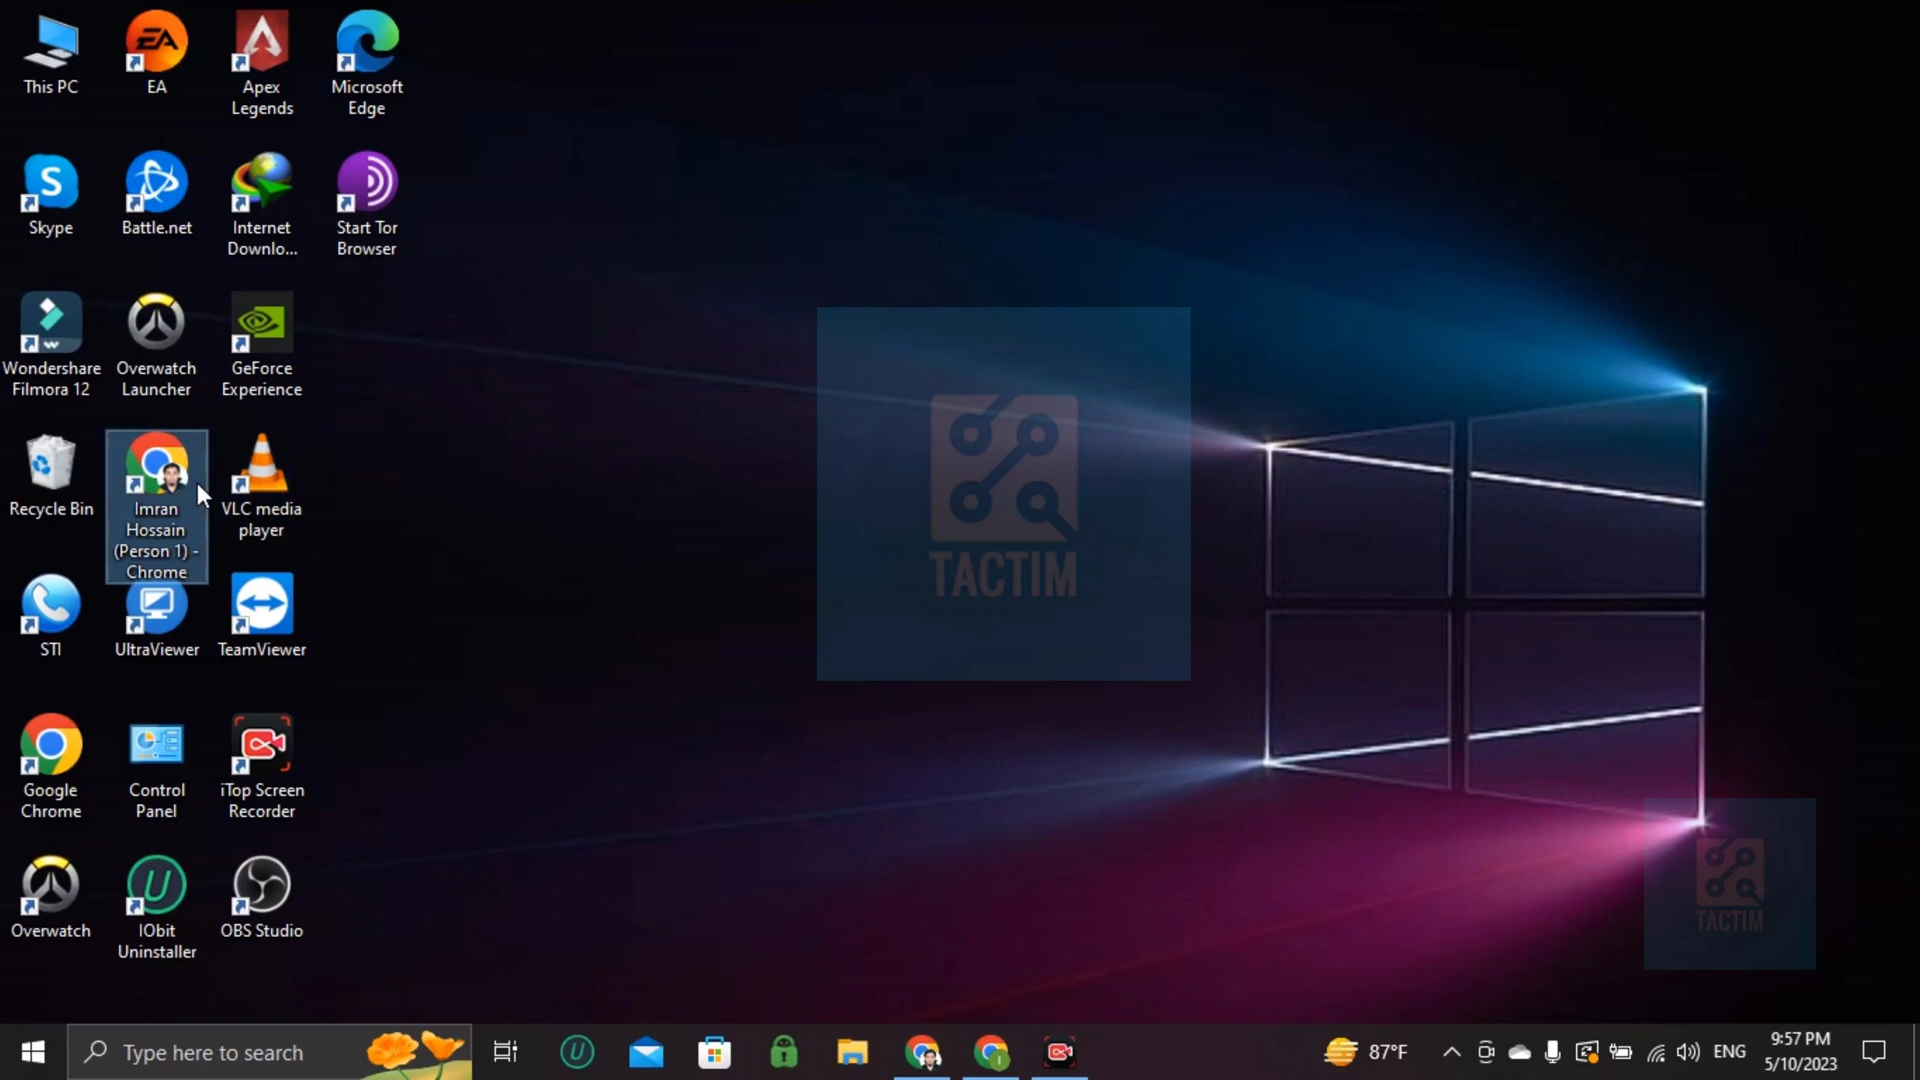 This PC
EA
Apex
Legends
Microsoft
Edge
Skype
Battle.net
Internet
Downlo...
Start Tor
Browser
Wondershare
Filmora 12
Overwatch
Launcher
GeForce
Experience
Recycle Bin
Imran
Hossain
(Person 1) -
Chrome
VLC media
player
STI
UltraViewer
TeamViewer
Google
Chrome
Control
Panel
iTop Screen
Recorder
Overwatch
IObit
Uninstaller
OBS Studio
TACTIM
TACTIM
Type here to search
87°F
ENG
9:57 PM
5/10/2023